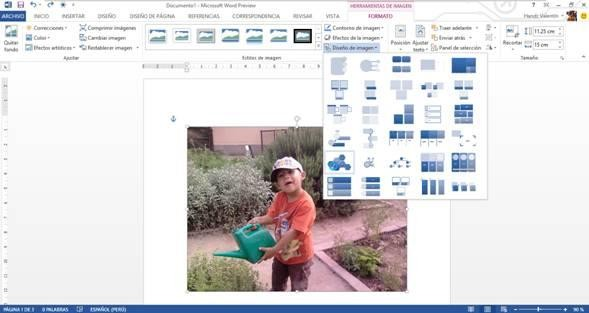 Documento1 - Microsoft Word Preview
HERRAMIENTAS DE IMAGEN
ARCHIVO INICIO INSERTAR DISEÑO DISEÑO DE PÁGINA REFERENCIAS CORRESPONDENCIA REVISAR VISTA FORMATO Hendir Valentin
Quitar fondo
Correcciones
Color
Efectos artísticos
Comprimir imágenes
Cambiar imagen
Restablecer imagen
Ajustar
Estilos de imagen
Contorno de imagen
Efectos de la imagen
Diseño de imagen
Posición
Ajustar texto
Traer adelante
Enviar atrás
Panel de selección
Recortar
11.25 cm
15 cm
Tamaño
PÁGINA 1 DE 3 0 PALABRAS ESPAÑOL (PERÚ) 90 %